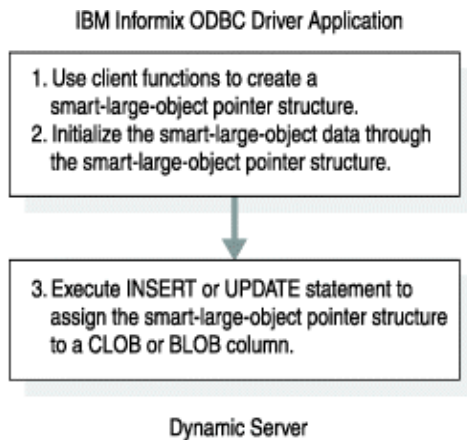 IBM Informix ODBC Driver Application
1. Use client functions to create a
smart-large-object pointer structure.
2. Initialize the smart-large-object data through
the smart-large-object pointer structure.
3. Execute INSERT or UPDATE statement to
assign the smart-large-object pointer structure
to a CLOB or BLOB column.
Dynamic Server